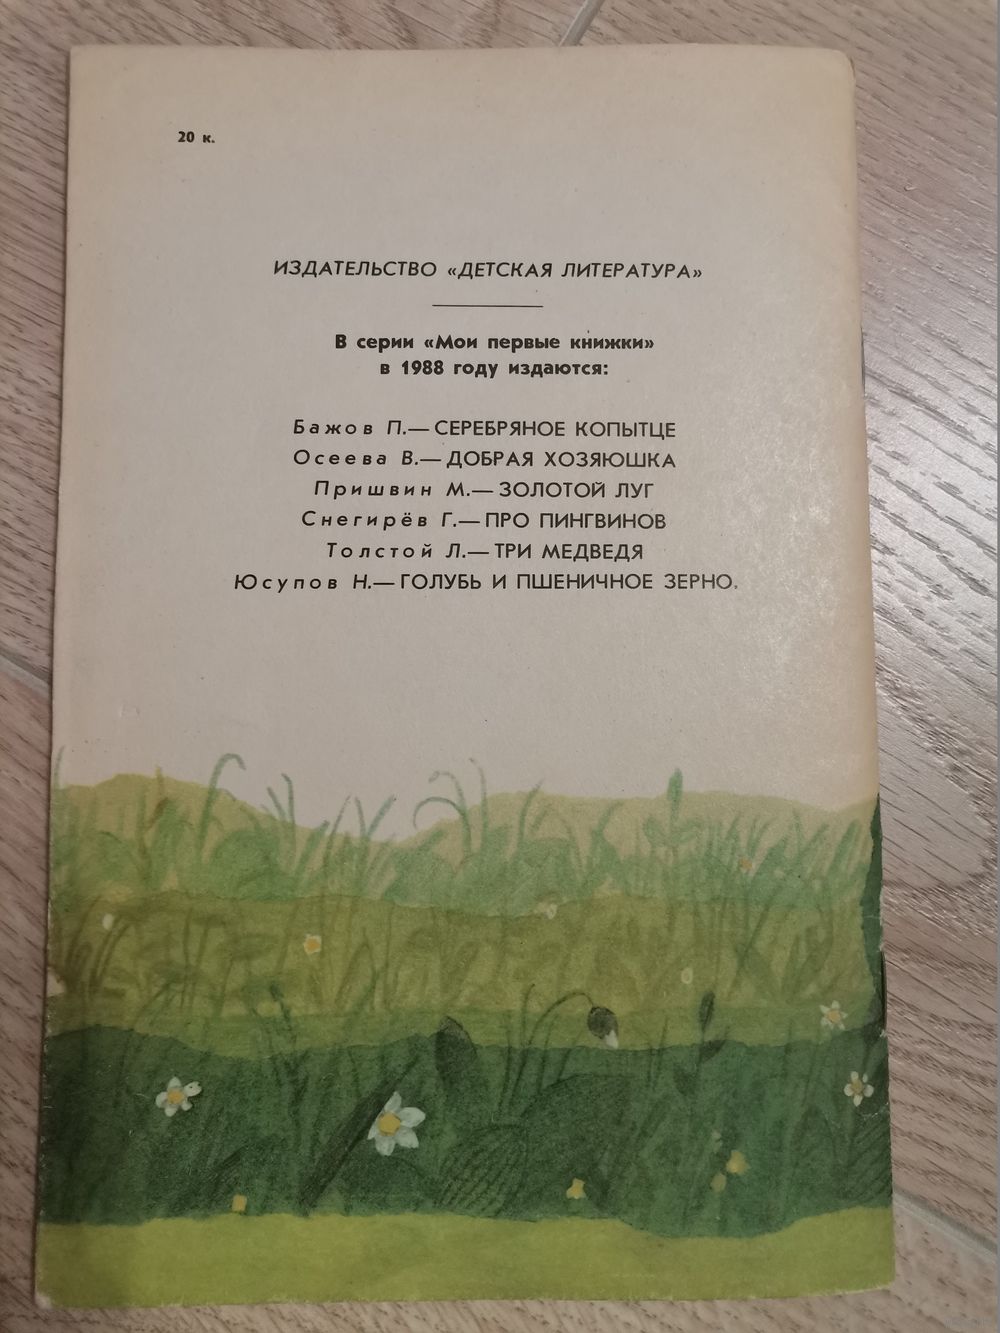 20 к.
ИЗДАТЕЛЬСТВО «ДЕТСКАЯ ЛИТЕРАТУРА»
В серии «Мои первые книжки»
в 1988 году издаются:
Бажов П.— СЕРЕБРЯНОЕ КОПЫТЦЕ
Осеева В.— ДОБРАЯ ХОЗЯЮШКА
Пришвин М.— ЗОЛОТОЙ ЛУГ
Снегирёв Г.— ПРО ПИНГВИНОВ
Толстой Л.— ТРИ МЕДВЕДЯ
Юсупов Н.— ГОЛУБЬ И ПШЕНИЧНОЕ ЗЕРНО.